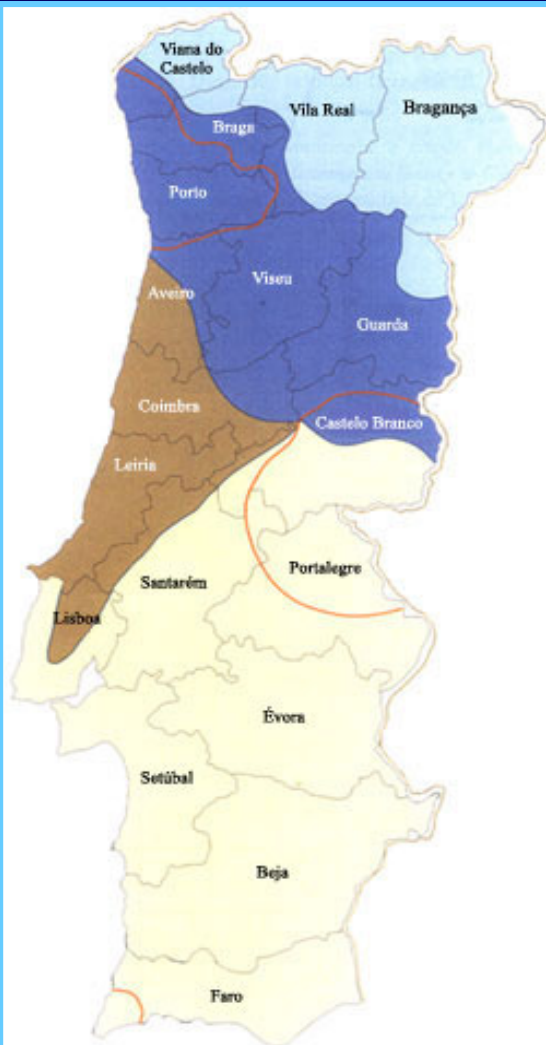 Viana do
Castelo
Vila Real
Bragança
Braga
Porto
Aveiro
Viseu
Guarda
Coimbra
Castelo Branco
Leiria
Santarém
Portalegre
Lisboa
Évora
Setúbal
Beja
Faro